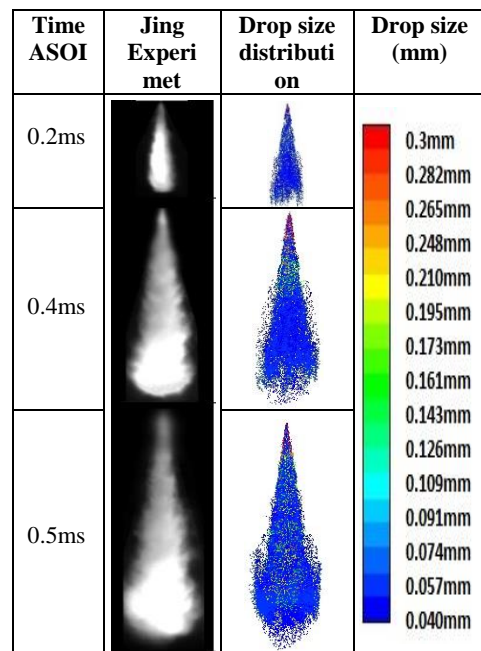 Time
ASOI
Jing
Experi
met
Drop size
distributi
on
Drop size
(mm)
0.2ms
0.4ms
0.5ms
0.3mm
0.282mm
0.265mm
0.248mm
0.210mm
0.195mm
0.173mm
0.161mm
0.143mm
0.126mm
0.109mm
0.091mm
0.074mm
0.057mm
0.040mm